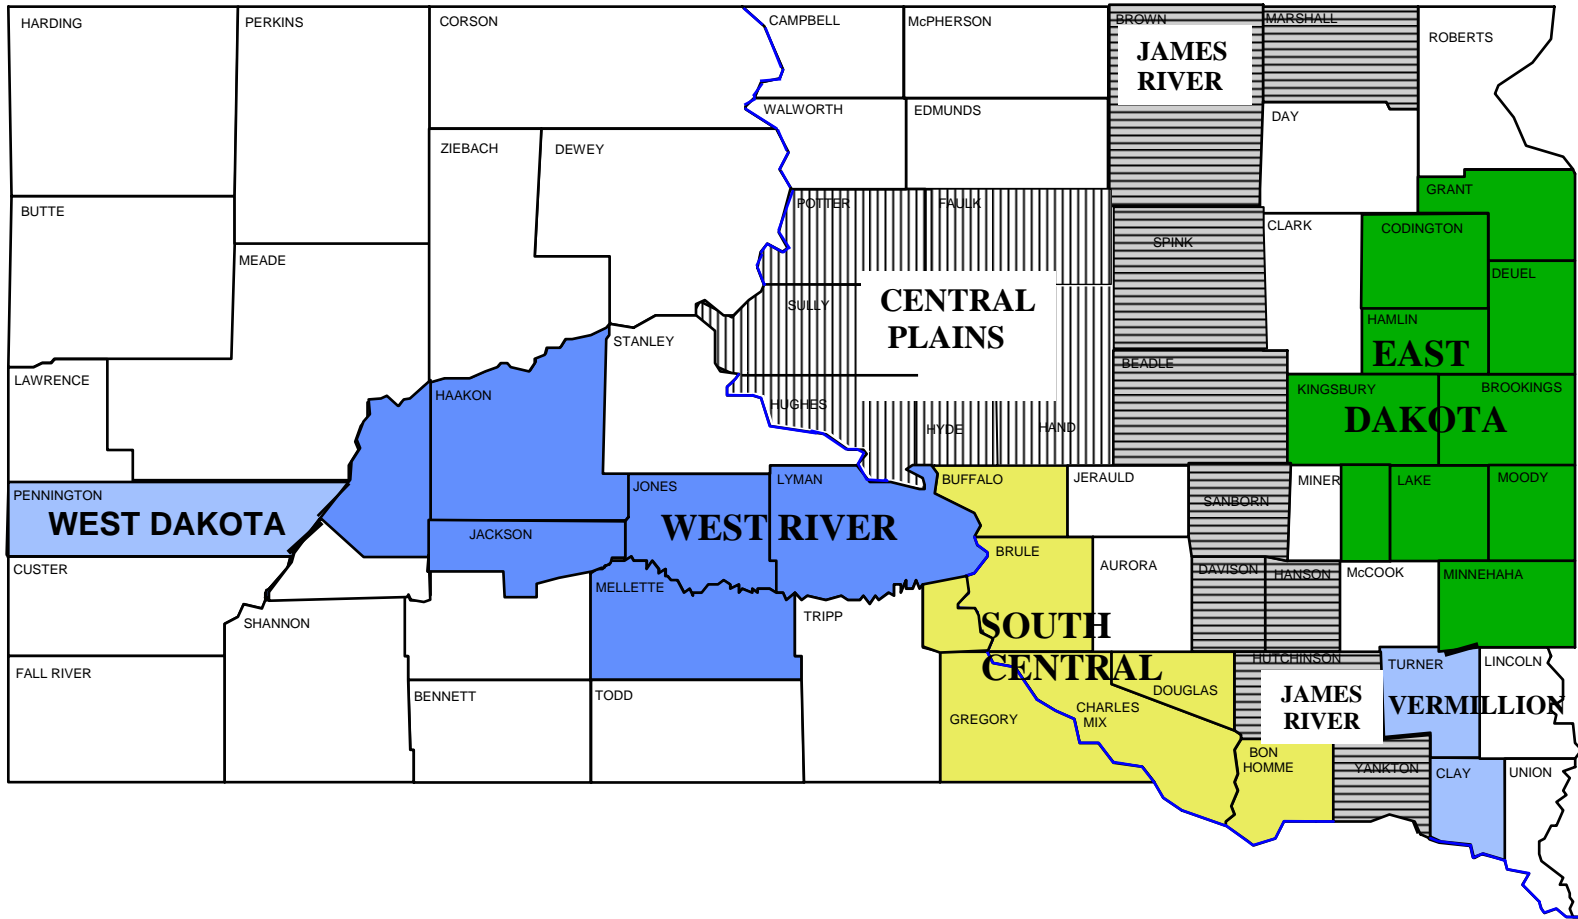 HARDING
PERKINS
CORSON
CAMPBELL
McPHERSON
BROWN
MARSHALL
ROBERTS
JAMES
RIVER
WALWORTH
EDMUNDS
DAY
ZIEBACH
DEWEY
BUTTE
POTTER
FAULK
GRANT
MEADE
SPINK
CLARK
CODINGTON
DEUEL
SULLY
CENTRAL
PLAINS
HAMLIN
STANLEY
EAST
LAWRENCE
BEADLE
HAAKON
KINGSBURY
BROOKINGS
HUGHES
HYDE
HAND
DAKOTA
PENNINGTON
WEST DAKOTA
JONES
LYMAN
BUFFALO
JERAULD
SANBORN
MINER
LAKE
MOODY
JACKSON
WEST RIVER
CUSTER
MELLETTE
BRULE
AURORA
DAVISON
HANSON
McCOOK
MINNEHAHA
SHANNON
TRIPP
SOUTH
CENTRAL
FALL RIVER
BENNETT
TODD
GREGORY
CHARLES
MIX
DOUGLAS
HUTCHINSON
TURNER
LINCOLN
JAMES
RIVER
VERMILLION
BON
HOMME
YANKTON
CLAY
UNION